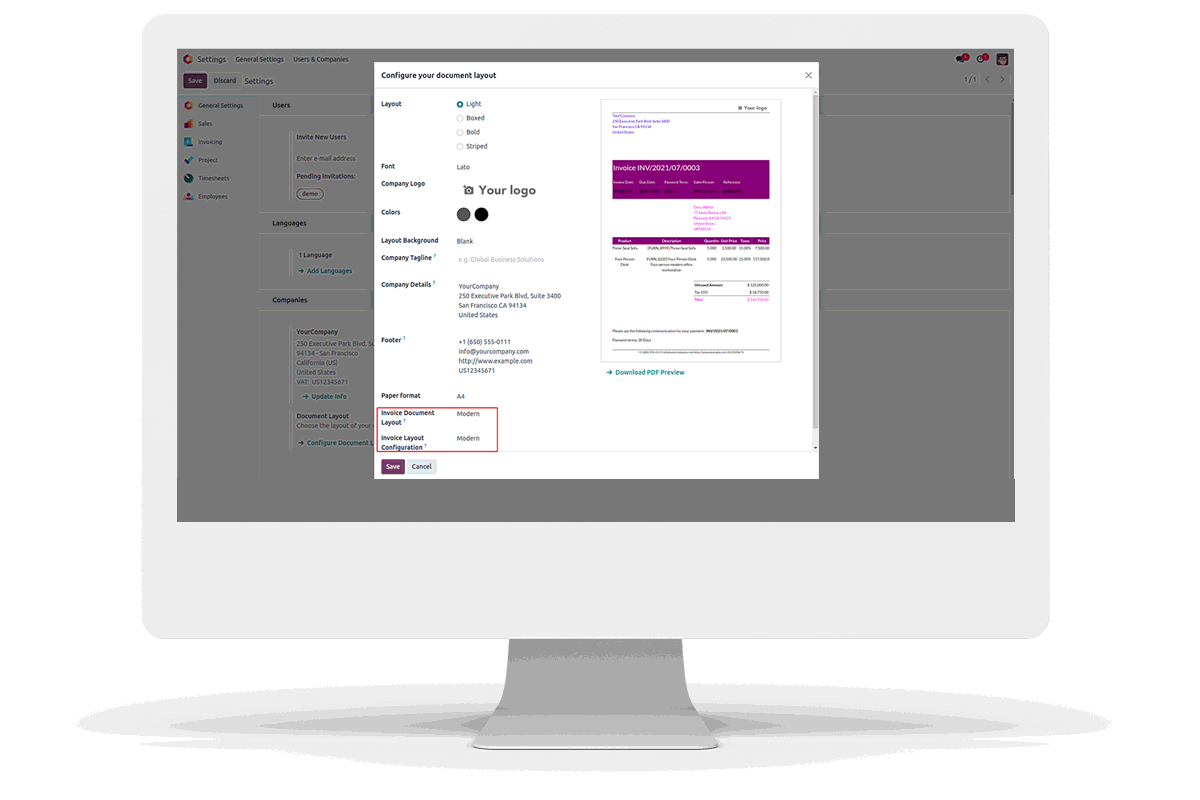 Settings General Settings Users & Companies
Save Discard Settings
1 / 1
General Settings
Sales
Invoicing
Project
Timesheets
Employees
Users
Invite New Users
Enter e-mail address
Pending Invitations:
demo
Languages
1 Language
→ Add Languages
Companies
YourCompany
250 Executive Park Blvd, Su
94134 - San Francisco
California (US)
United States
VAT: US12345671
→ Update Info
Document Layout
Choose the layout of your
→ Configure Document L
Configure your document layout
Layout
Light
Boxed
Bold
Striped
Font Lato
Company Logo Your logo
Colors
Layout Background Blank
Company Tagline ? e.g. Global Business Solutions
Company Details ? YourCompany
250 Executive Park Blvd, Suite 3400
San Francisco CA 94134
United States
Footer ? +1 (650) 555-0111
info@yourcompany.com
http://www.example.com
US12345671
Paper format A4
Invoice Document Modern
Layout ?
Invoice Layout Modern
Configuration ?
Save Cancel
Your logo
YourCompany
250 Executive Park Blvd, Suite 3400
San Francisco CA 94134
United States
Invoice INV/2021/07/0003
Invoice Date: Due Date: Payment Term: Sales Person: Reference:
77 Santa Barbara Rd
Pleasant Hill CA 94523
United States
Product Description Quantity Unit Price Taxes Price
Three-Seat Sofa [FURN_8999] Three-Seat Sofa 5.000 1,500.00 15.00% 7,500.00
Four Person [FURN_8220] Four Person Desk 5.000 23,500.00 15.00%
Desk Four person modern office
workstation
Untaxed Amount $ 125,000.00
Tax 15% $ 18,750.00
Total
Please use the following communication for your payment : INV/2021/07/0003
Payment terms: 30 Days
→ Download PDF Preview